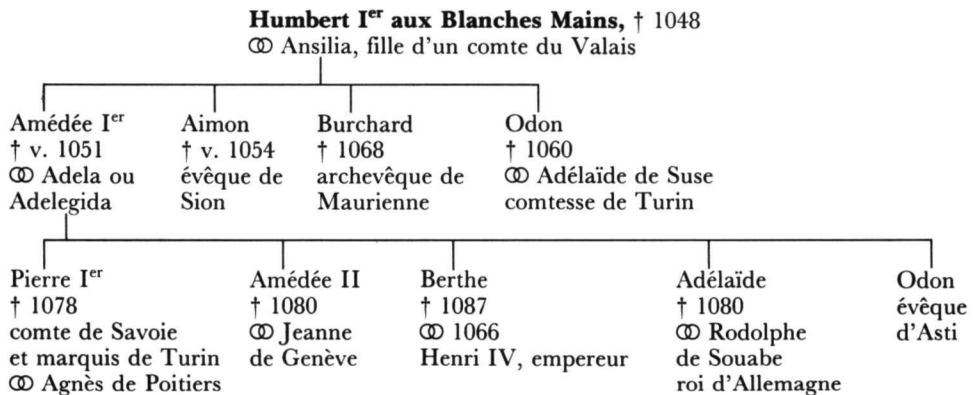 Humbert Ier aux Blanches Mains, † 1048
⚭ Ansilia, fille d'un comte du Valais
Amédée Ier
† v. 1051
⚭ Adela ou
Adelegida
Aimon
† v. 1054
évêque de
Sion
Burchard
† 1068
archevêque de
Maurienne
Odon
† 1060
⚭ Adélaïde de Suse
comtesse de Turin
Pierre Ier
† 1078
comte de Savoie
et marquis de Turin
⚭ Agnès de Poitiers
Amédée II
† 1080
⚭ Jeanne
de Genève
Berthe
† 1087
⚭ 1066
Henri IV, empereur
Adélaïde
† 1080
⚭ Rodolphe
de Souabe
roi d'Allemagne
Odon
évêque
d'Asti